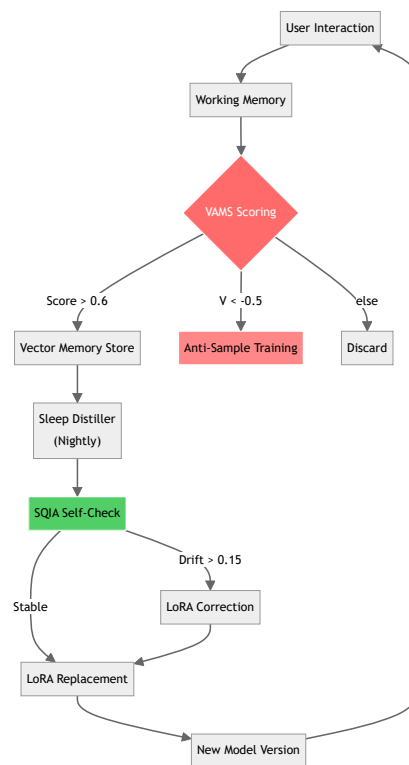 User Interaction
Working Memory
VAMS Scoring
Score > 0.6
V < -0.5
else
Vector Memory Store
Anti-Sample Training
Discard
Sleep Distiller
(Nightly)
SQIA Self-Check
Drift > 0.15
Stable
LoRA Correction
LoRA Replacement
New Model Version